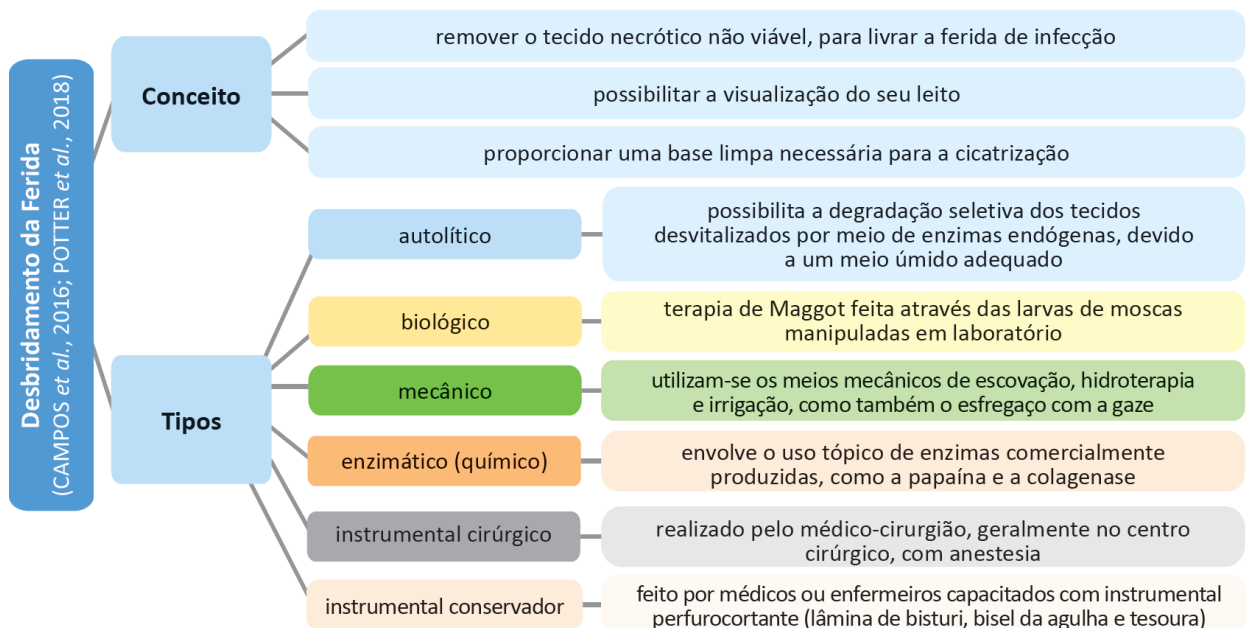 Desbridamento da Ferida
(CAMPOS et al., 2016; POTTER et al., 2018)
Conceito
remover o tecido necrótico não viável, para livrar a ferida de infecção
possibilitar a visualização do seu leito
proporcionar uma base limpa necessária para a cicatrização
Tipos
autolítico
possibilita a degradação seletiva dos tecidos
desvitalizados por meio de enzimas endógenas, devido
a um meio úmido adequado
biológico
terapia de Maggot feita através das larvas de moscas
manipuladas em laboratório
mecânico
utilizam-se os meios mecânicos de escovação, hidroterapia
e irrigação, como também o esfregaço com a gaze
enzimático (químico)
envolve o uso tópico de enzimas comercialmente
produzidas, como a papaína e a colagenase
instrumental cirúrgico
realizado pelo médico-cirurgião, geralmente no centro
cirúrgico, com anestesia
instrumental conservador
feito por médicos ou enfermeiros capacitados com instrumental
perfurocortante (lâmina de bisturi, bisel da agulha e tesoura)